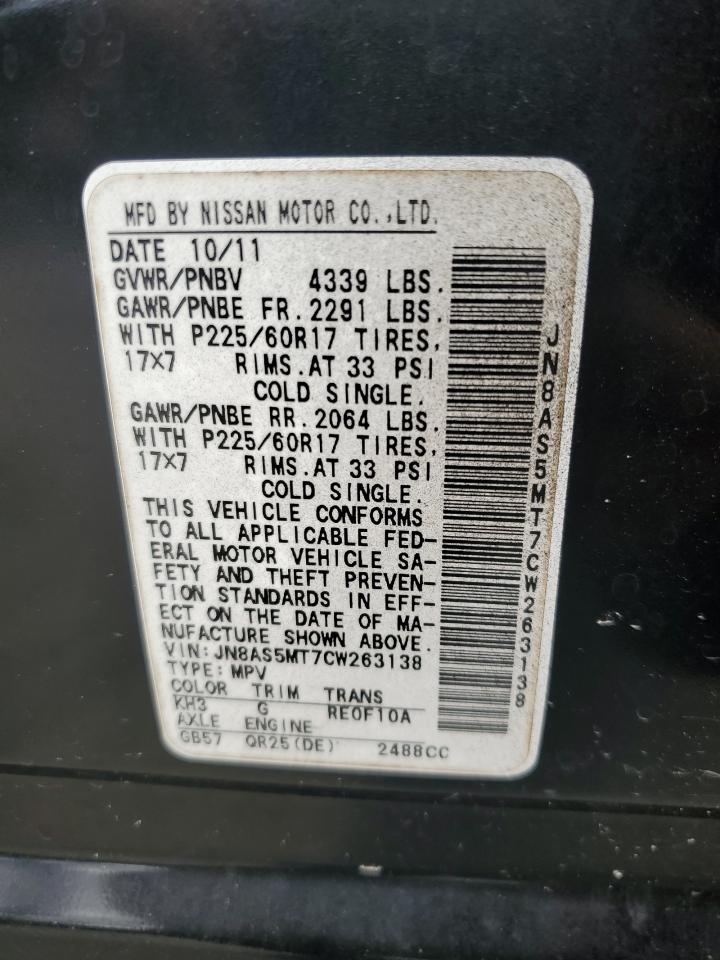 MFD BY NISSAN MOTOR CO.,LTD.
DATE 10/11
GVWR/PNBV 4339 LBS.
GAWR/PNBE FR.2291 LBS.
WITH P225/60R17 TIRES,
17×7 RIMS.AT 33 PSI
COLD SINGLE.
GAWR/PNBE RR.2064 LBS.
WITH P225/60R17 TIRES,
17×7 RIMS.AT 33 PSI
COLD SINGLE.
THIS VEHICLE CONFORMS
TO ALL APPLICABLE FED-
ERAL MOTOR VEHICLE SA-
FETY AND THEFT PREVEN-
TION STANDARDS IN EFF-
ECT ON THE DATE OF MA-
NUFACTURE SHOWN ABOVE.
VIN:JN8AS5MT7CW263138
TYPE:MPV
COLOR TRIM TRANS
KH3 G RE0F10A
AXLE ENGINE
GB57 QR25(DE) 2488CC
JN8AS5MT7CW263138